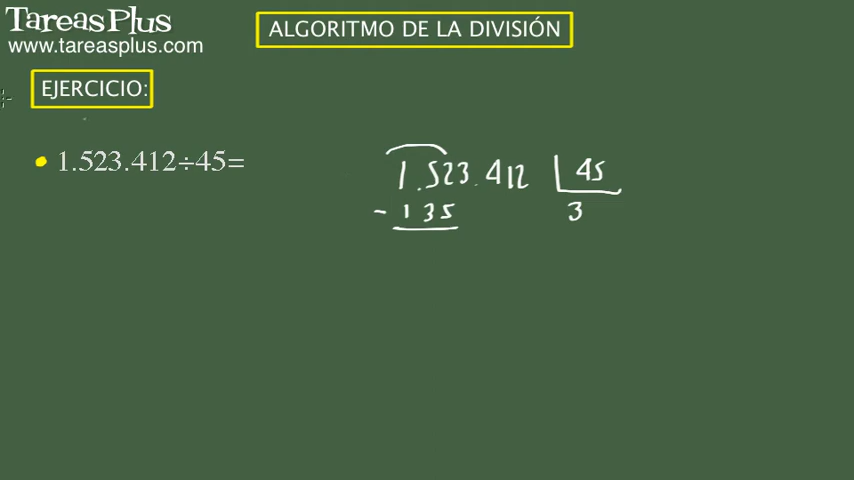 TareasPlus
www.tareasplus.com
ALGORITMO DE LA DIVISIÓN
EJERCICIO:
1.523.412÷45=
1.523.412 45
- 135 3